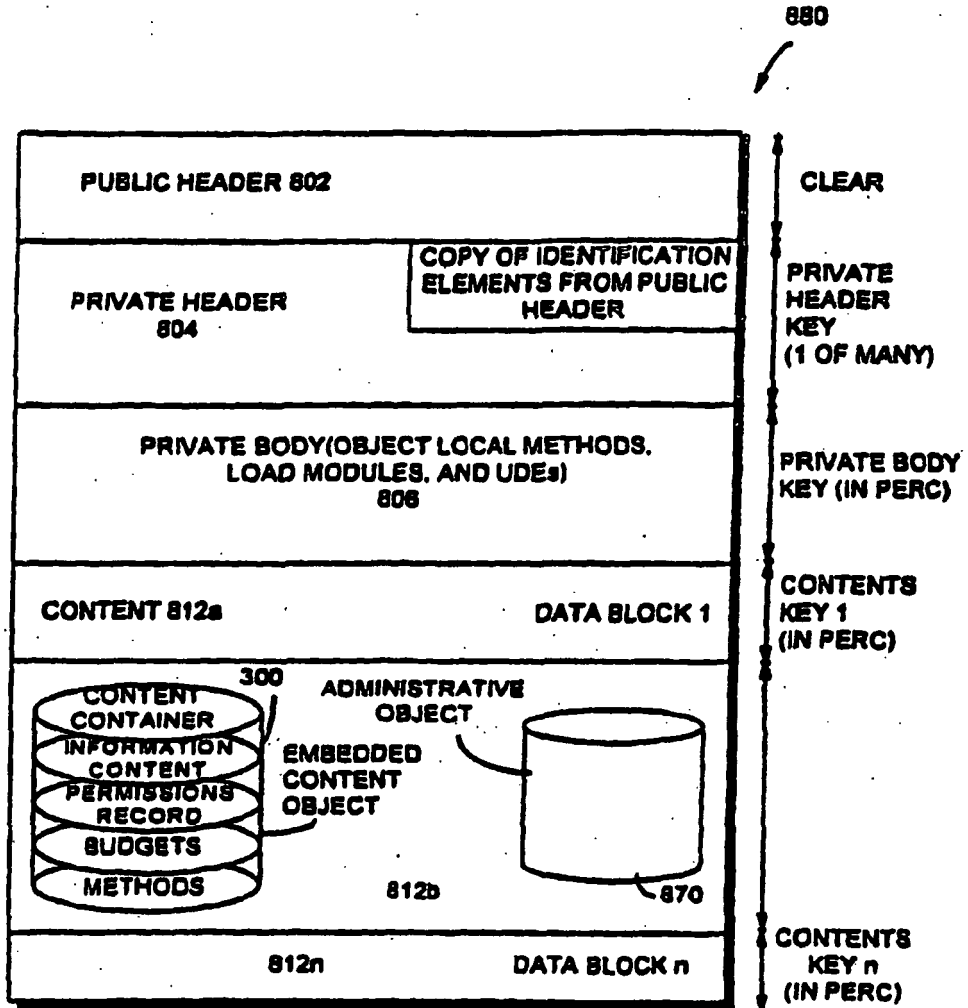 880
PUBLIC HEADER 802
CLEAR
COPY OF IDENTIFICATION
ELEMENTS FROM PUBLIC
HEADER
PRIVATE HEADER
804
PRIVATE
HEADER
KEY
(1 OF MANY)
PRIVATE BODY(OBJECT LOCAL METHODS,
LOAD MODULES, AND UDEs)
806
PRIVATE BODY
KEY (IN PERC)
CONTENT 812a
DATA BLOCK 1
CONTENTS
KEY 1
(IN PERC)
300
CONTENT
CONTAINER
INFORMATION
CONTENT
PERMISSIONS
RECORD
BUDGETS
METHODS
EMBEDDED
CONTENT
OBJECT
ADMINISTRATIVE
OBJECT
812b
870
812n
DATA BLOCK n
CONTENTS
KEY n
(IN PERC)